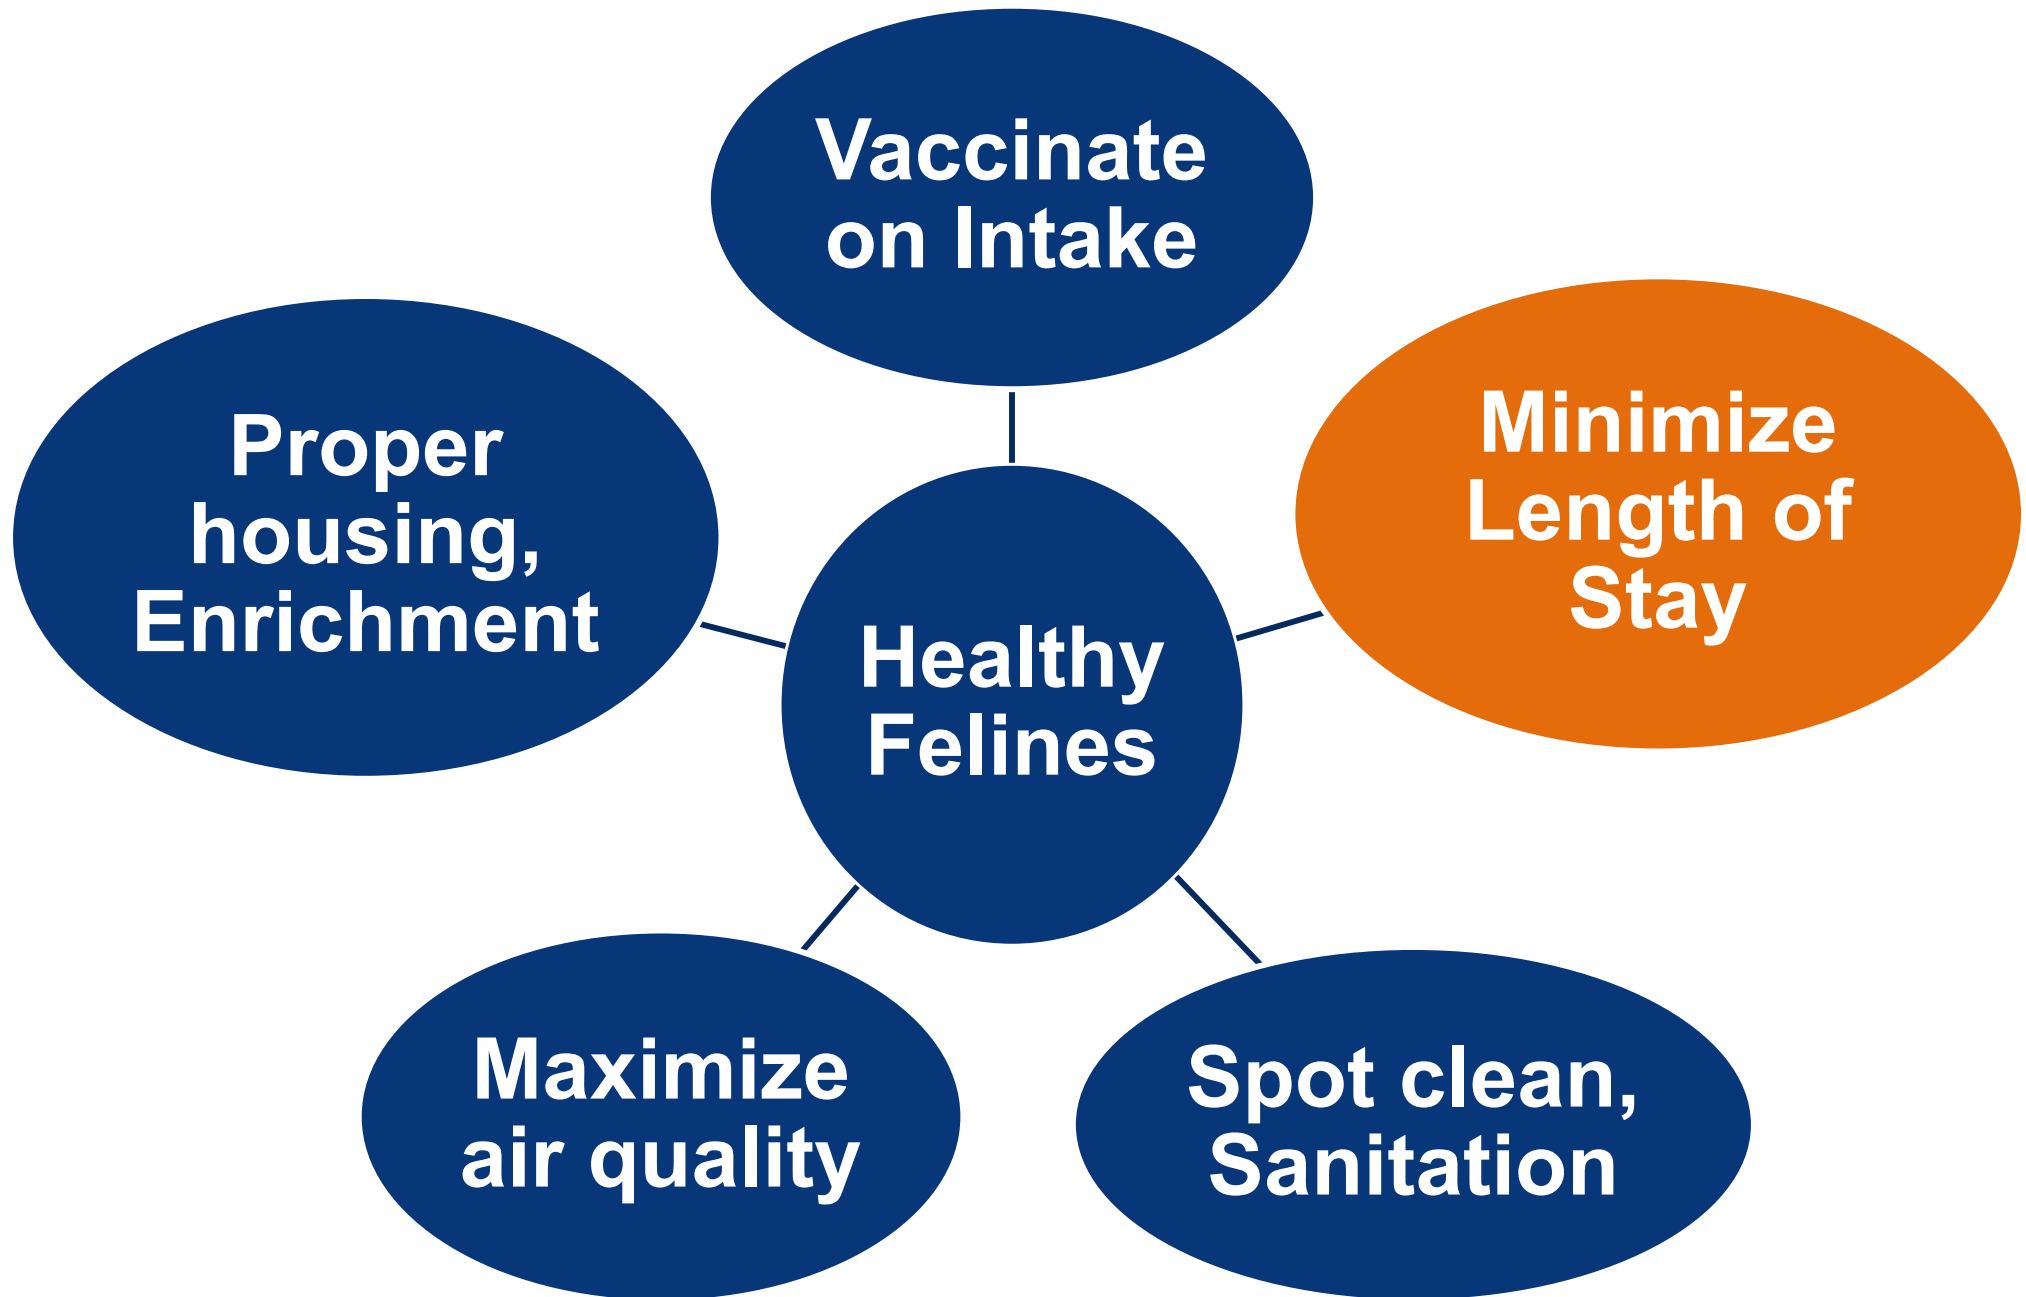 Vaccinate
on Intake
Minimize
Length of
Stay
Proper
housing,
Enrichment
Healthy
Felines
Maximize
air quality
Spot clean,
Sanitation